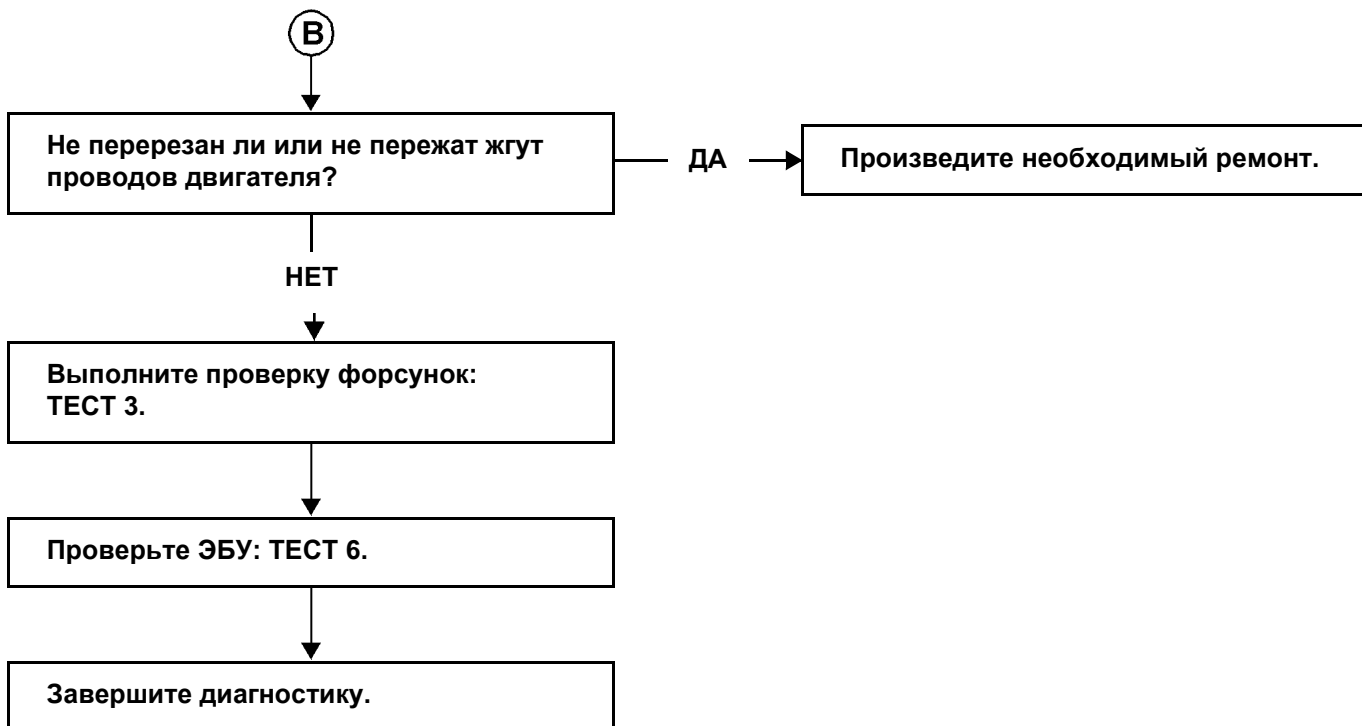 B
Не перерезан ли или не пережат жгут
проводов двигателя?
ДА
Произведите необходимый ремонт.
НЕТ
Выполните проверку форсунок:
ТЕСТ 3.
Проверьте ЭБУ: ТЕСТ 6.
Завершите диагностику.